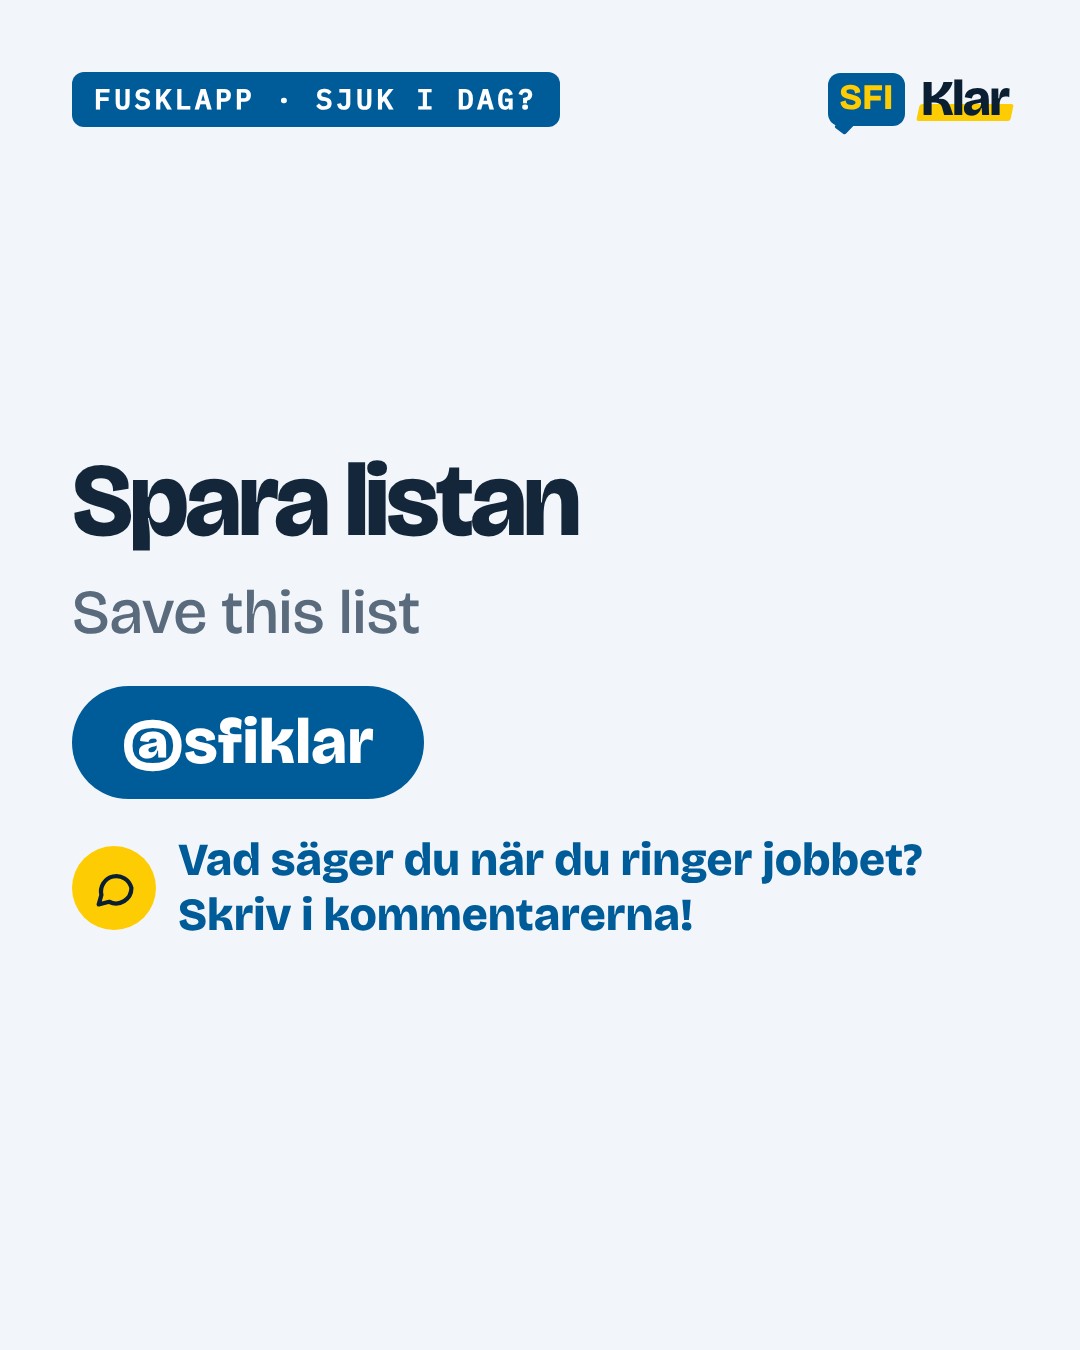 FUSKLAPP · SJUK I DAG?
SFI Klar
Spara listan
Save this list
@sfiklar
Vad säger du när du ringer jobbet?
Skriv i kommentarerna!